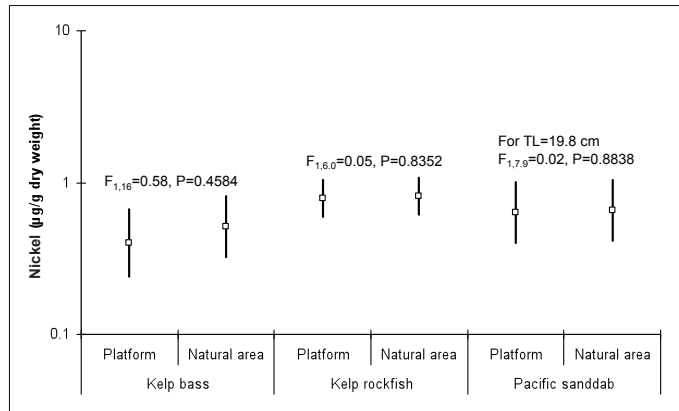 10
For TL=19.8 cm
F1,16=0.58, P=0.4584
F1,6.0=0.05, P=0.8352
F1,7.9=0.02, P=0.8838
Nickel (µg/g dry weight)
1
0.1
Platform Natural area Platform Natural area Platform Natural area
Kelp bass Kelp rockfish Pacific sanddab